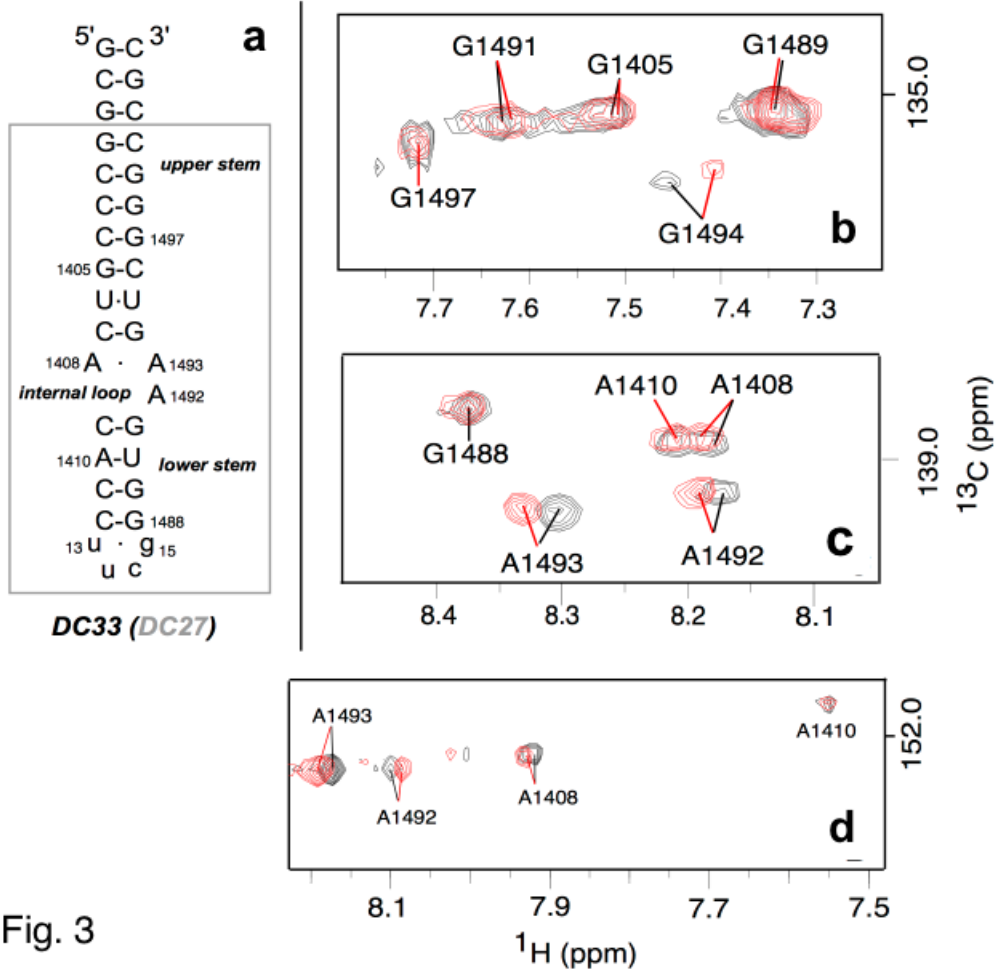 5' G-C 3'
a
C-G
G-C
G-C
C-G
upper stem
C-G
C-G 1497
1405 G-C
U·U
C-G
1408 A · A 1493
internal loop A 1492
C-G
1410 A-U lower stem
C-G
C-G 1488
13 u · g 15
u c
DC33 (DC27)
G1491
G1405
G1489
G1497
G1494
b
135.0
7.7 7.6 7.5 7.4 7.3
A1410 A1408
G1488
A1493
A1492
c
139.0
13C (ppm)
8.4 8.3 8.2 8.1
A1493
A1492
A1408
A1410
d
152.0
8.1 7.9 7.7 7.5
1H (ppm)
Fig. 3